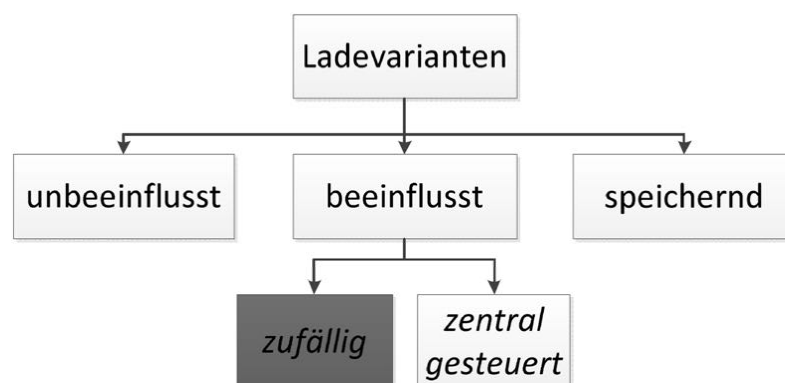 Ladevarianten
unbeeinflusst
beeinflusst
speichernd
zufällig
zentral
gesteuert